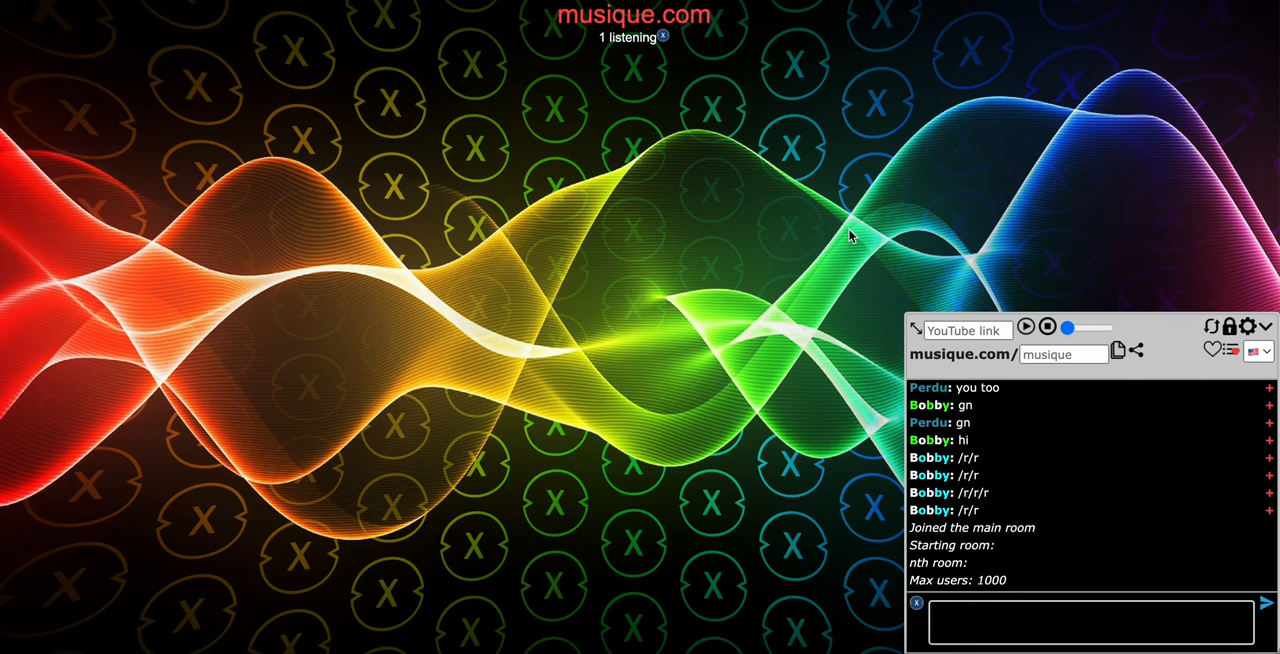 musique.com
1 listening
YouTube link
musique.com/ musique
Perdu: you too +
Bobby: gn +
Perdu: gn +
Bobby: hi +
Bobby: /r/r +
Bobby: /r/r +
Bobby: /r/r/r +
Bobby: /r/r +
Joined the main room
Starting room:
nth room:
Max users: 1000